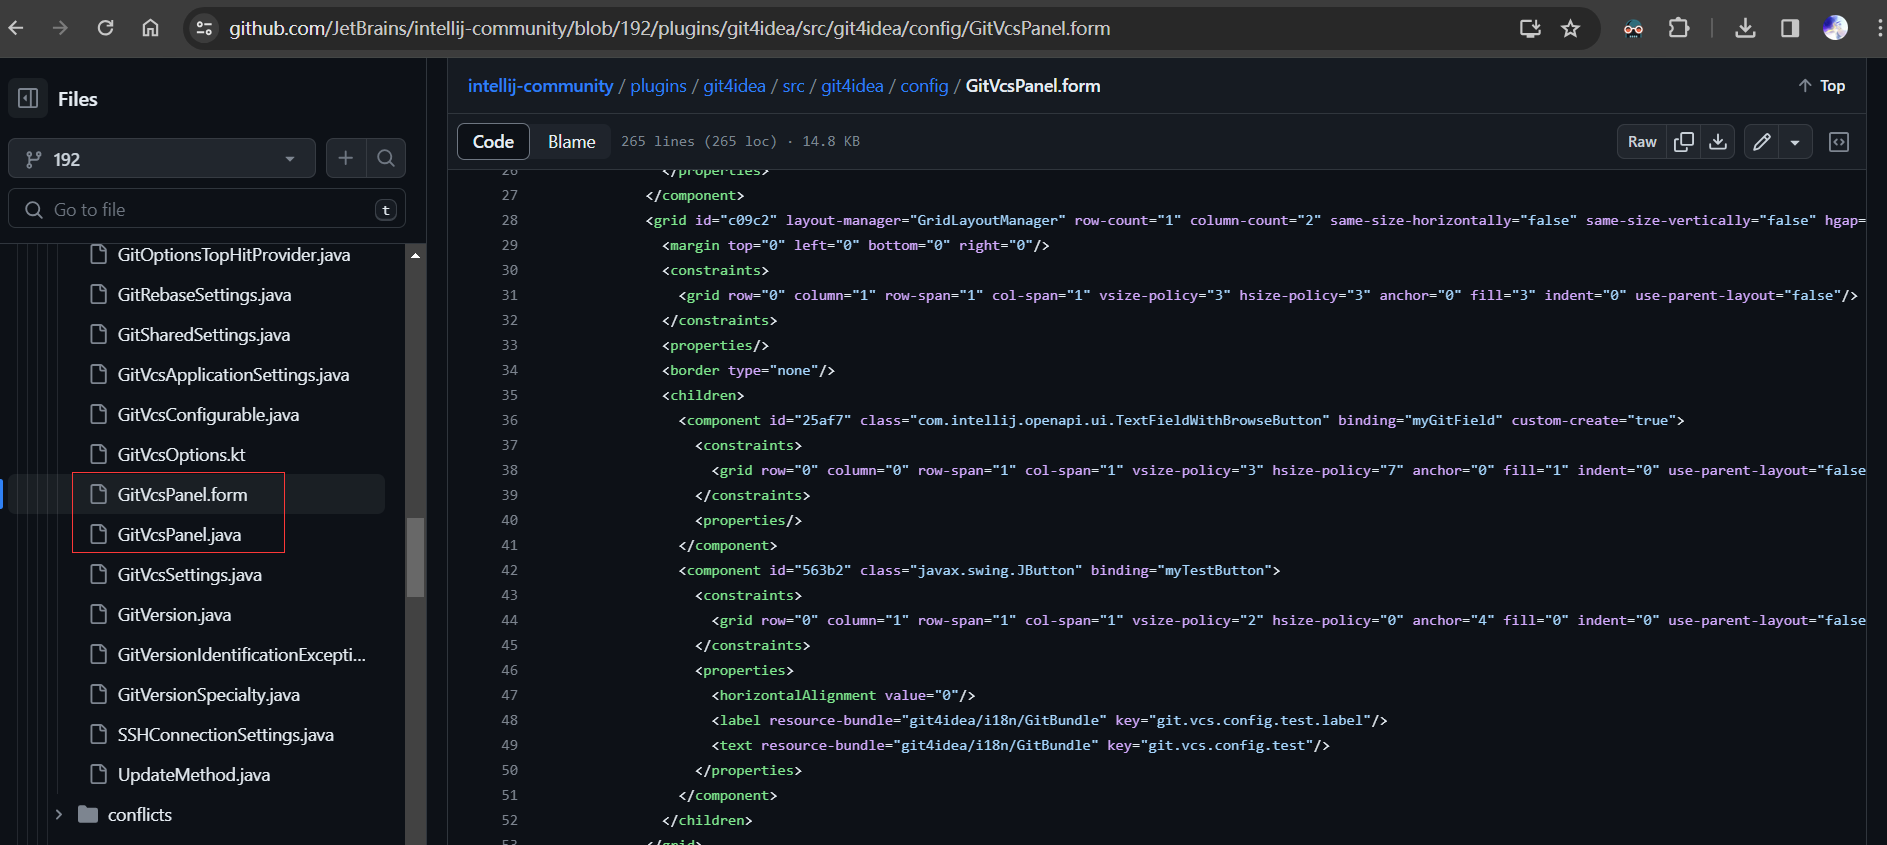 github.com/JetBrains/intellij-community/blob/192/plugins/git4idea/src/git4idea/config/GitVcsPanel.form
Files
192
Go to file
t
GitOptionsTopHitProvider.java
GitRebaseSettings.java
GitSharedSettings.java
GitVcsApplicationSettings.java
GitVcsConfigurable.java
GitVcsOptions.kt
GitVcsPanel.form
GitVcsPanel.java
GitVcsSettings.java
GitVersion.java
GitVersionIdentificationExcepti...
GitVersionSpecialty.java
SSHConnectionSettings.java
UpdateMethod.java
conflicts
intellij-community / plugins / git4idea / src / git4idea / config / GitVcsPanel.form
Top
Code
Blame
265 lines (265 loc) · 14.8 KB
Raw
26 </properties>
27 </component>
28 <grid id="c09c2" layout-manager="GridLayoutManager" row-count="1" column-count="2" same-size-horizontally="false" same-size-vertically="false" hgap=
29 <margin top="0" left="0" bottom="0" right="0"/>
30 <constraints>
31 <grid row="0" column="1" row-span="1" col-span="1" vsize-policy="3" hsize-policy="3" anchor="0" fill="3" indent="0" use-parent-layout="false"/>
32 </constraints>
33 <properties/>
34 <border type="none"/>
35 <children>
36 <component id="25af7" class="com.intellij.openapi.ui.TextFieldWithBrowseButton" binding="myGitField" custom-create="true">
37 <constraints>
38 <grid row="0" column="0" row-span="1" col-span="1" vsize-policy="3" hsize-policy="7" anchor="0" fill="1" indent="0" use-parent-layout="false
39 </constraints>
40 <properties/>
41 </component>
42 <component id="563b2" class="javax.swing.JButton" binding="myTestButton">
43 <constraints>
44 <grid row="0" column="1" row-span="1" col-span="1" vsize-policy="2" hsize-policy="0" anchor="4" fill="0" indent="0" use-parent-layout="false
45 </constraints>
46 <properties>
47 <horizontalAlignment value="0"/>
48 <label resource-bundle="git4idea/i18n/GitBundle" key="git.vcs.config.test.label"/>
49 <text resource-bundle="git4idea/i18n/GitBundle" key="git.vcs.config.test"/>
50 </properties>
51 </component>
52 </children>
53 </grid>